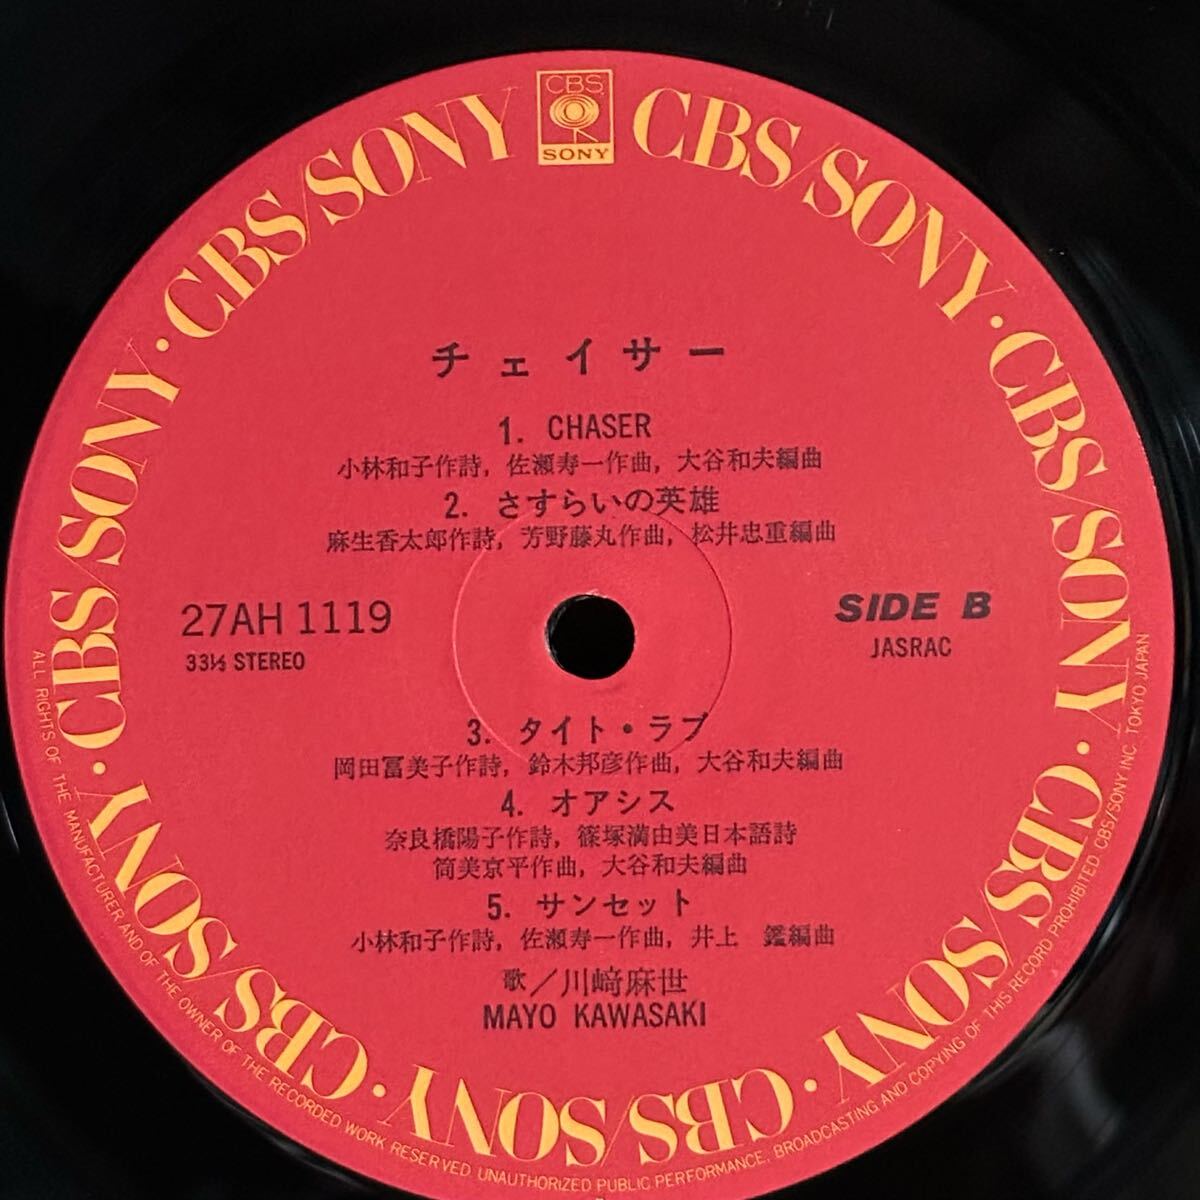 CBS
SONY
CBS/SONY · CBS/SONY · CBS/SONY · CBS/SONY · CBS/SONY · CBS/SONY · CBS/SONY · CBS/SONY
チェイサー
1. CHASER
小林和子作詩, 佐瀬寿一作曲, 大谷和夫編曲
2. さすらいの英雄
麻生香太郎作詩, 芳野藤丸作曲, 松井忠重編曲
27AH 1119
33⅓ STEREO
SIDE B
JASRAC
3. タイト・ラブ
岡田冨美子作詩, 鈴木邦彦作曲, 大谷和夫編曲
4. オアシス
奈良橋陽子作詩, 篠塚満由美日本語詩
筒美京平作曲, 大谷和夫編曲
5. サンセット
小林和子作詩, 佐瀬寿一作曲, 井上 鑑編曲
歌／川﨑麻世
MAYO KAWASAKI
ALL RIGHTS OF THE MANUFACTURER AND OF THE OWNER OF THE RECORDED WORK RESERVED UNAUTHORIZED PUBLIC PERFORMANCE, BROADCASTING AND COPYING OF THIS RECORD PROHIBITED CBS/SONY INC. TOKYO JAPAN